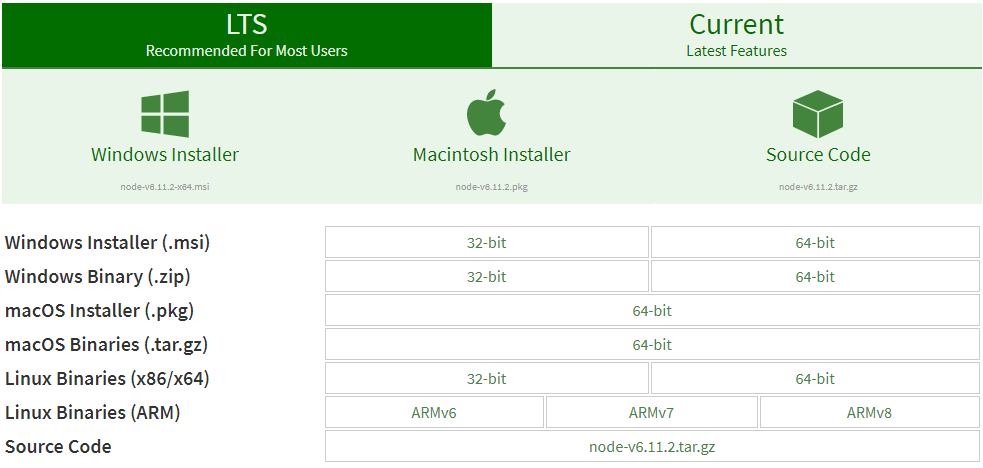 LTS
Recommended For Most Users
Current
Latest Features
Windows Installer
node-v6.11.2-x64.msi
Macintosh Installer
node-v6.11.2.pkg
Source Code
node-v6.11.2.tar.gz
Windows Installer (.msi) 32-bit 64-bit
Windows Binary (.zip) 32-bit 64-bit
macOS Installer (.pkg) 64-bit
macOS Binaries (.tar.gz) 64-bit
Linux Binaries (x86/x64) 32-bit 64-bit
Linux Binaries (ARM) ARMv6 ARMv7 ARMv8
Source Code node-v6.11.2.tar.gz